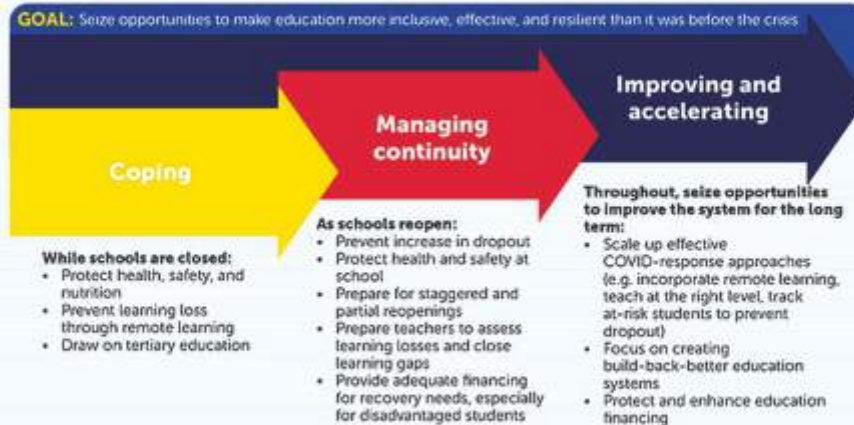 GOAL: Seize opportunities to make education more inclusive, effective, and resilient than it was before the crisis
Coping
While schools are closed:
• Protect health, safety, and
nutrition
• Prevent learning loss
through remote learning
• Draw on tertiary education
Managing
continuity
As schools reopen:
• Prevent increase in dropout
• Protect health and safety at
school
• Prepare for staggered and
partial reopenings
• Prepare teachers to assess
learning losses and close
learning gaps
• Provide adequate financing
for recovery needs, especially
for disadvantaged students
Improving and
accelerating
Throughout, seize opportunities
to improve the system for the long
term:
• Scale up effective
COVID-response approaches
(e.g. incorporate remote learning,
teach at the right level, track
at-risk students to prevent
dropout)
• Focus on creating
build-back-better education
systems
• Protect and enhance education
financing